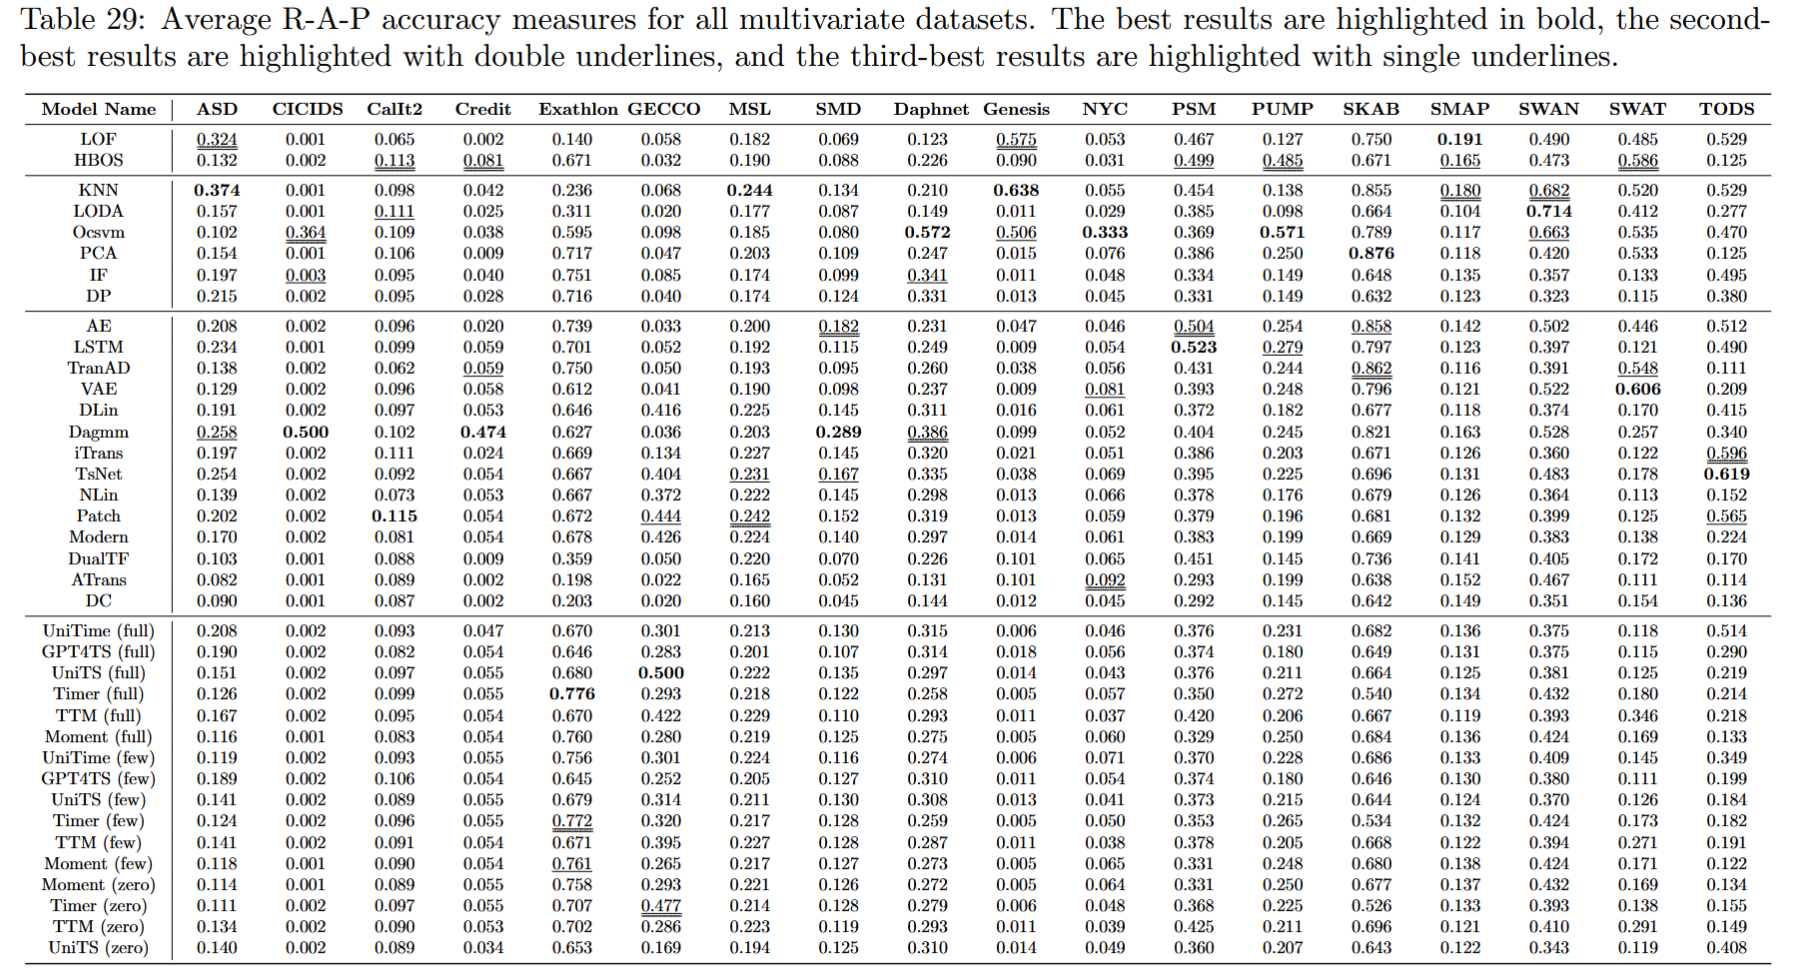 Table 29: Average R-A-P accuracy measures for all multivariate datasets. The best results are highlighted in bold, the second-
best results are highlighted with double underlines, and the third-best results are highlighted with single underlines.
Model Name ASD CICIDS CalIt2 Credit Exathlon GECCO MSL SMD Daphnet Genesis NYC PSM PUMP SKAB SMAP SWAN SWAT TODS
LOF 0.324 0.001 0.065 0.002 0.140 0.058 0.182 0.069 0.123 0.575 0.053 0.467 0.127 0.750 0.191 0.490 0.485 0.529
HBOS 0.132 0.002 0.113 0.081 0.671 0.032 0.190 0.088 0.226 0.090 0.031 0.499 0.485 0.671 0.165 0.473 0.586 0.125
KNN 0.374 0.001 0.098 0.042 0.236 0.068 0.244 0.134 0.210 0.638 0.055 0.454 0.138 0.855 0.180 0.682 0.520 0.529
LODA 0.157 0.001 0.111 0.025 0.311 0.020 0.177 0.087 0.149 0.011 0.029 0.385 0.098 0.664 0.104 0.714 0.412 0.277
Ocsvm 0.102 0.364 0.109 0.038 0.595 0.098 0.185 0.080 0.572 0.506 0.333 0.369 0.571 0.789 0.117 0.663 0.535 0.470
PCA 0.154 0.001 0.106 0.009 0.717 0.047 0.203 0.109 0.247 0.015 0.076 0.386 0.250 0.876 0.118 0.420 0.533 0.125
IF 0.197 0.003 0.095 0.040 0.751 0.085 0.174 0.099 0.341 0.011 0.048 0.334 0.149 0.648 0.135 0.357 0.133 0.495
DP 0.215 0.002 0.095 0.028 0.716 0.040 0.174 0.124 0.331 0.013 0.045 0.331 0.149 0.632 0.123 0.323 0.115 0.380
AE 0.208 0.002 0.096 0.020 0.739 0.033 0.200 0.182 0.231 0.047 0.046 0.504 0.254 0.858 0.142 0.502 0.446 0.512
LSTM 0.234 0.001 0.099 0.059 0.701 0.052 0.192 0.115 0.249 0.009 0.054 0.523 0.279 0.797 0.123 0.397 0.121 0.490
TranAD 0.138 0.002 0.062 0.059 0.750 0.050 0.193 0.095 0.260 0.038 0.056 0.431 0.244 0.862 0.116 0.391 0.548 0.111
VAE 0.129 0.002 0.096 0.058 0.612 0.041 0.190 0.098 0.237 0.009 0.081 0.393 0.248 0.796 0.121 0.522 0.606 0.209
DLin 0.191 0.002 0.097 0.053 0.646 0.416 0.225 0.145 0.311 0.016 0.061 0.372 0.182 0.677 0.118 0.374 0.170 0.415
Dagmm 0.258 0.500 0.102 0.474 0.627 0.036 0.203 0.289 0.386 0.099 0.052 0.404 0.245 0.821 0.163 0.528 0.257 0.340
iTrans 0.197 0.002 0.111 0.024 0.669 0.134 0.227 0.145 0.320 0.021 0.051 0.386 0.203 0.671 0.126 0.360 0.122 0.596
TsNet 0.254 0.002 0.092 0.054 0.667 0.404 0.231 0.167 0.335 0.038 0.069 0.395 0.225 0.696 0.131 0.483 0.178 0.619
NLin 0.139 0.002 0.073 0.053 0.667 0.372 0.222 0.145 0.298 0.013 0.066 0.378 0.176 0.679 0.126 0.364 0.113 0.152
Patch 0.202 0.002 0.115 0.054 0.672 0.444 0.242 0.152 0.319 0.013 0.059 0.379 0.196 0.681 0.132 0.399 0.125 0.565
Modern 0.170 0.002 0.081 0.054 0.678 0.426 0.224 0.140 0.297 0.014 0.061 0.383 0.199 0.669 0.129 0.383 0.138 0.224
DualTF 0.103 0.001 0.088 0.009 0.359 0.050 0.220 0.070 0.226 0.101 0.065 0.451 0.145 0.736 0.141 0.405 0.172 0.170
ATrans 0.082 0.001 0.089 0.002 0.198 0.022 0.165 0.052 0.131 0.101 0.092 0.293 0.199 0.638 0.152 0.467 0.111 0.114
DC 0.090 0.001 0.087 0.002 0.203 0.020 0.160 0.045 0.144 0.012 0.045 0.292 0.145 0.642 0.149 0.351 0.154 0.136
UniTime (full) 0.208 0.002 0.093 0.047 0.670 0.301 0.213 0.130 0.315 0.006 0.046 0.376 0.231 0.682 0.136 0.375 0.118 0.514
GPT4TS (full) 0.190 0.002 0.082 0.054 0.646 0.283 0.201 0.107 0.314 0.018 0.056 0.374 0.180 0.649 0.131 0.375 0.115 0.290
UniTS (full) 0.151 0.002 0.097 0.055 0.680 0.500 0.222 0.135 0.297 0.014 0.043 0.376 0.211 0.664 0.125 0.381 0.125 0.219
Timer (full) 0.126 0.002 0.099 0.055 0.776 0.293 0.218 0.122 0.258 0.005 0.057 0.350 0.272 0.540 0.134 0.432 0.180 0.214
TTM (full) 0.167 0.002 0.095 0.054 0.670 0.422 0.229 0.110 0.293 0.011 0.037 0.420 0.206 0.667 0.119 0.393 0.346 0.218
Moment (full) 0.116 0.001 0.083 0.054 0.760 0.280 0.219 0.125 0.275 0.005 0.060 0.329 0.250 0.684 0.136 0.424 0.169 0.133
UniTime (few) 0.119 0.002 0.093 0.055 0.756 0.301 0.224 0.116 0.274 0.006 0.071 0.370 0.228 0.686 0.133 0.409 0.145 0.349
GPT4TS (few) 0.189 0.002 0.106 0.054 0.645 0.252 0.205 0.127 0.310 0.011 0.054 0.374 0.180 0.646 0.130 0.380 0.111 0.199
UniTS (few) 0.141 0.002 0.089 0.055 0.679 0.314 0.211 0.130 0.308 0.013 0.041 0.373 0.215 0.644 0.124 0.370 0.126 0.184
Timer (few) 0.124 0.002 0.096 0.055 0.772 0.320 0.217 0.128 0.259 0.005 0.050 0.353 0.265 0.534 0.132 0.424 0.173 0.182
TTM (few) 0.141 0.002 0.091 0.054 0.671 0.395 0.227 0.128 0.287 0.011 0.038 0.378 0.205 0.668 0.122 0.394 0.271 0.191
Moment (few) 0.118 0.001 0.090 0.054 0.761 0.265 0.217 0.127 0.273 0.005 0.065 0.331 0.248 0.680 0.138 0.424 0.171 0.122
Moment (zero) 0.114 0.001 0.089 0.055 0.758 0.293 0.221 0.126 0.272 0.005 0.064 0.331 0.250 0.677 0.137 0.432 0.169 0.134
Timer (zero) 0.111 0.002 0.097 0.055 0.707 0.477 0.214 0.128 0.279 0.006 0.048 0.368 0.225 0.526 0.133 0.393 0.138 0.155
TTM (zero) 0.134 0.002 0.090 0.053 0.702 0.286 0.223 0.119 0.293 0.011 0.039 0.425 0.211 0.696 0.121 0.410 0.291 0.149
UniTS (zero) 0.140 0.002 0.089 0.034 0.653 0.169 0.194 0.125 0.310 0.014 0.049 0.360 0.207 0.643 0.122 0.343 0.119 0.408